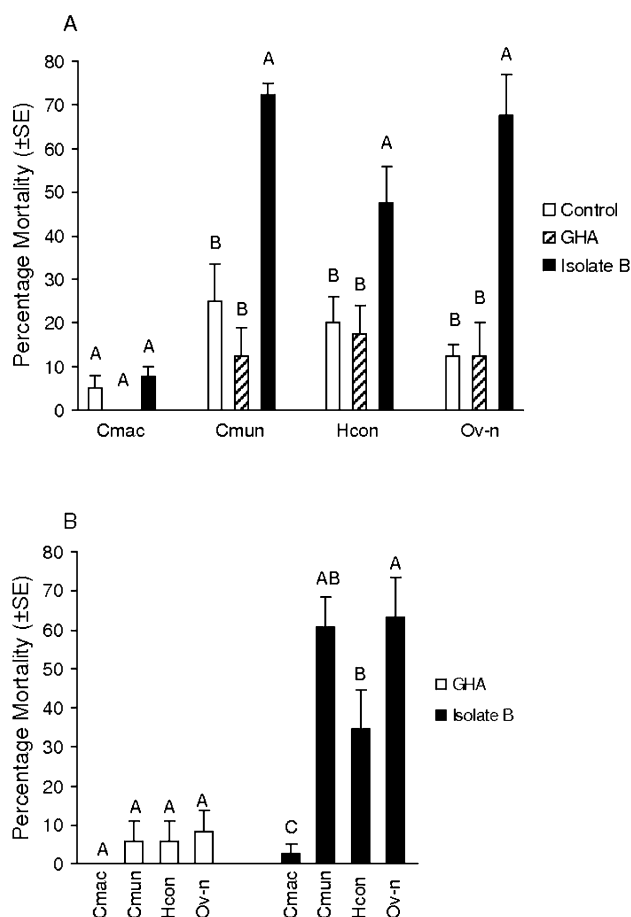 A
Percentage Mortality (±SE)
80
70
60
50
40
30
20
10
0
A
A
A
B
B
A
B
B
A
B
B
A
Cmac
Cmun
Hcon
Ov-n
Control
GHA
Isolate B
B
Percentage Mortality (±SE)
80
70
60
50
40
30
20
10
0
A
A
A
A
C
AB
B
A
Cmac
Cmun
Hcon
Ov-n
Cmac
Cmun
Hcon
Ov-n
GHA
Isolate B